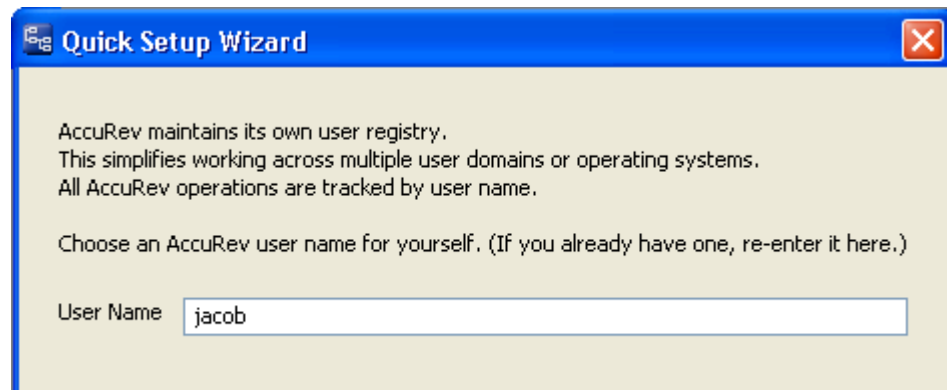 Quick Setup Wizard
AccuRev maintains its own user registry.
This simplifies working across multiple user domains or operating systems.
All AccuRev operations are tracked by user name.
Choose an AccuRev user name for yourself. (If you already have one, re-enter it here.)
User Name jacob